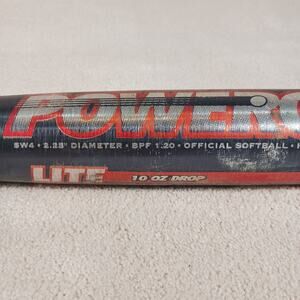 POWER
SW4 • 2.25" DIAMETER • BPF 1.20 • OFFICIAL SOFTBALL •
LITE
10 OZ DROP